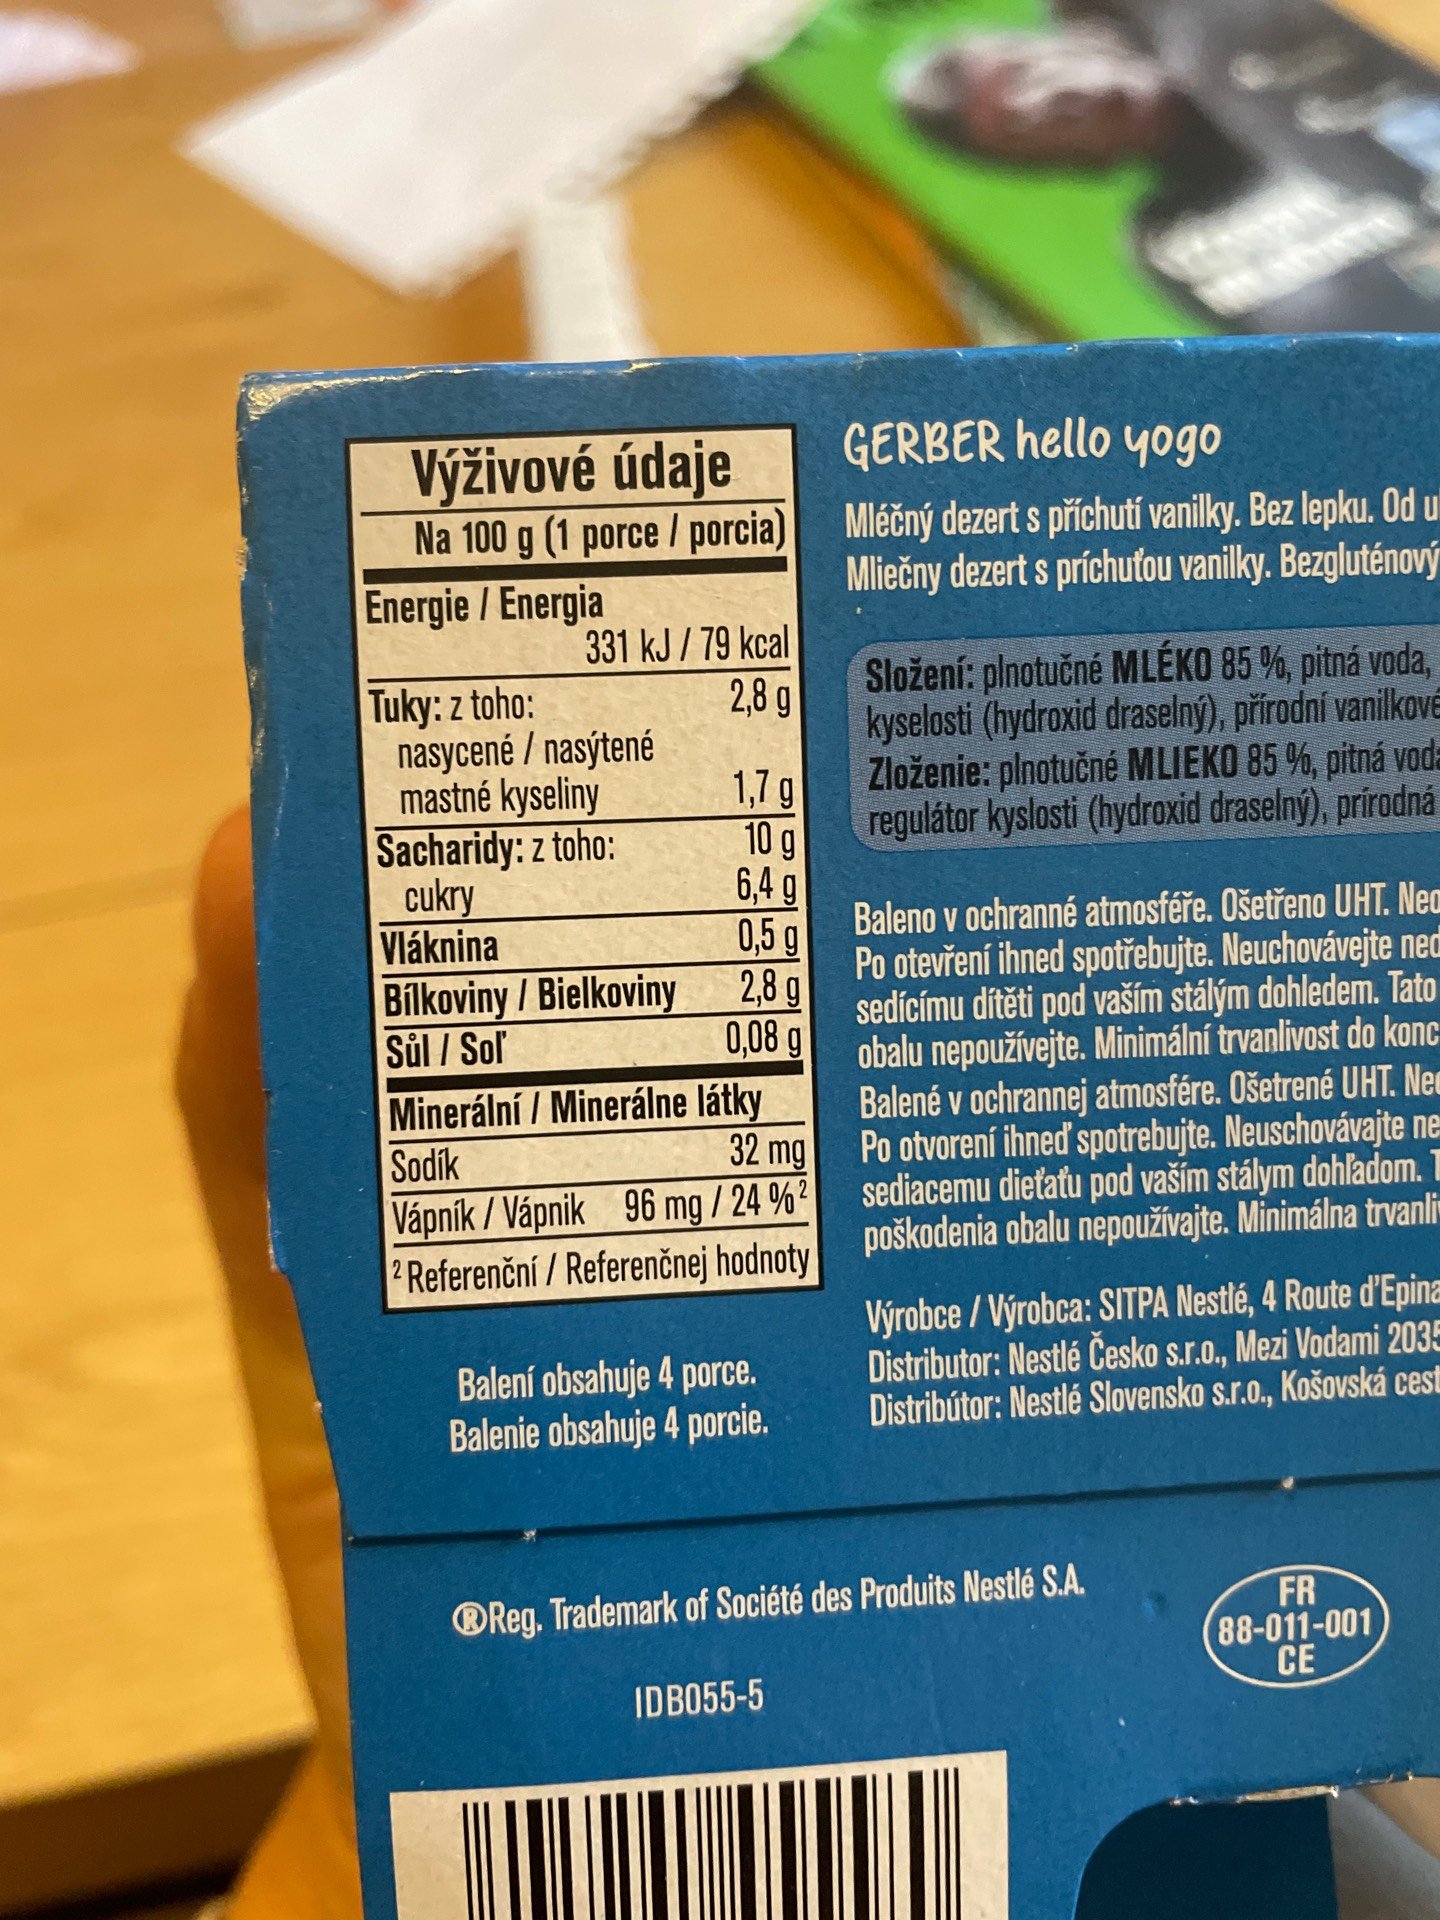 Výživové údaje
Na 100 g (1 porce / porcia)
Energie / Energia
331 kJ / 79 kcal
Tuky: z toho: 2,8 g
nasycené / nasýtené
mastné kyseliny 1,7 g
Sacharidy: z toho: 10 g
cukry 6,4 g
Vláknina 0,5 g
Bílkoviny / Bielkoviny 2,8 g
Sůl / Soľ 0,08 g
Minerální / Minerálne látky
Sodík 32 mg
Vápník / Vápnik 96 mg / 24 %²
² Referenční / Referenčnej hodnoty
Balení obsahuje 4 porce.
Balenie obsahuje 4 porcie.
GERBER hello yogo
Mléčný dezert s příchutí vanilky. Bez lepku. Od
Mliečny dezert s príchuťou vanilky. Bezgluténový
Složení: plnotučné MLÉKO 85 %, pitná voda,
kyselosti (hydroxid draselný), přírodní vanilkové
Zloženie: plnotučné MLIEKO 85 %, pitná
regulátor kyslosti (hydroxid draselný), prírodná
Baleno v ochranné atmosféře. Ošetřeno UHT.
Po otevření ihned spotřebujte. Neuchovávejte
sedícímu dítěti pod vaším stálým dohledem. Tato
obalu nepoužívejte. Minimální trvanlivost do
Balené v ochrannej atmosfére. Ošetrené UHT.
Po otvorení ihneď spotrebujte. Neuschovávajte
sediacemu dieťaťu pod vaším stálym dohľadom.
poškodenia obalu nepoužívajte. Minimálna
Výrobce / Výrobca: SITPA Nestlé, 4 Route
Distributor: Nestlé Česko s.r.o., Mezi Vodami
Distribútor: Nestlé Slovensko s.r.o., Košovská
®Reg. Trademark of Société des Produits Nestlé S.A.
FR
88-011-001
CE
IDB055-5